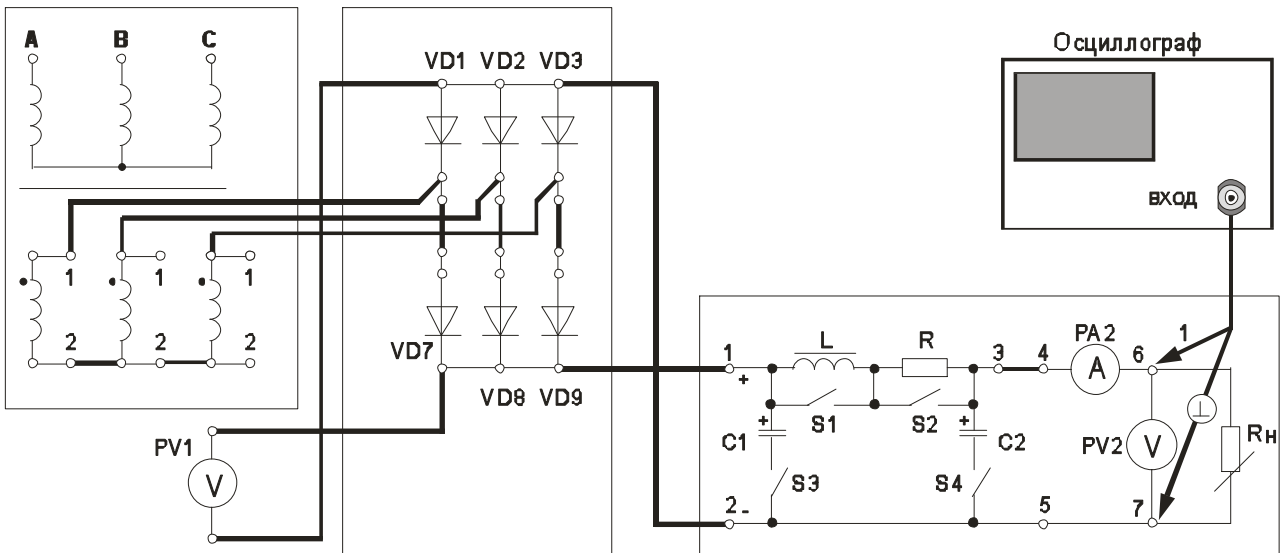 A B C
1 1 1
2 2 2
PV1
V
VD1 VD2 VD3
VD7
VD8 VD9
Осциллограф
вход
1
+
L
R
3
4
PA2
A
6
1
⊥
S1
S2
+
C1
+
C2
S3
S4
PV2
V
Rн
2 -
5
7